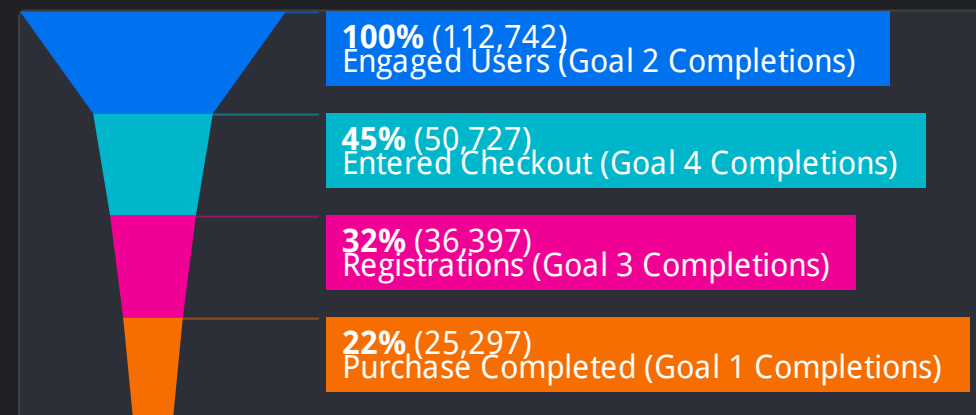 100% (112,742)
Engaged Users (Goal 2 Completions)
45% (50,727)
Entered Checkout (Goal 4 Completions)
32% (36,397)
Registrations (Goal 3 Completions)
22% (25,297)
Purchase Completed (Goal 1 Completions)